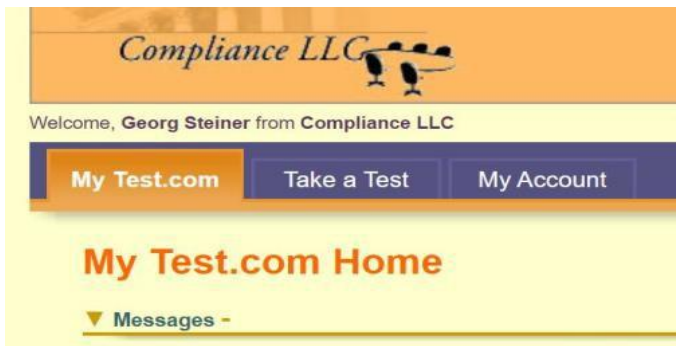 Compliance LLC
Welcome, Georg Steiner from Compliance LLC
My Test.com Take a Test My Account
My Test.com Home
Messages -